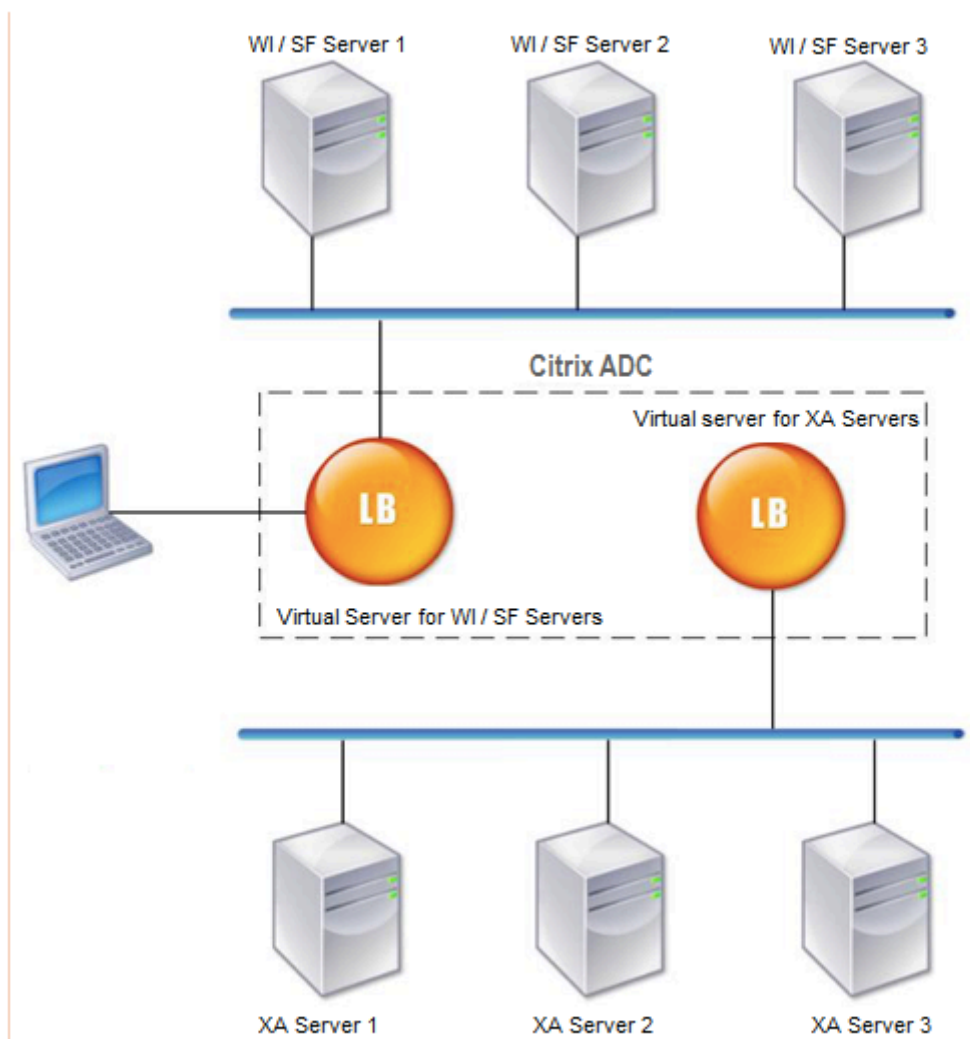 WI / SF Server 1
WI / SF Server 2
WI / SF Server 3
Citrix ADC
Virtual server for XA Servers
LB
LB
Virtual Server for WI / SF Servers
XA Server 1
XA Server 2
XA Server 3